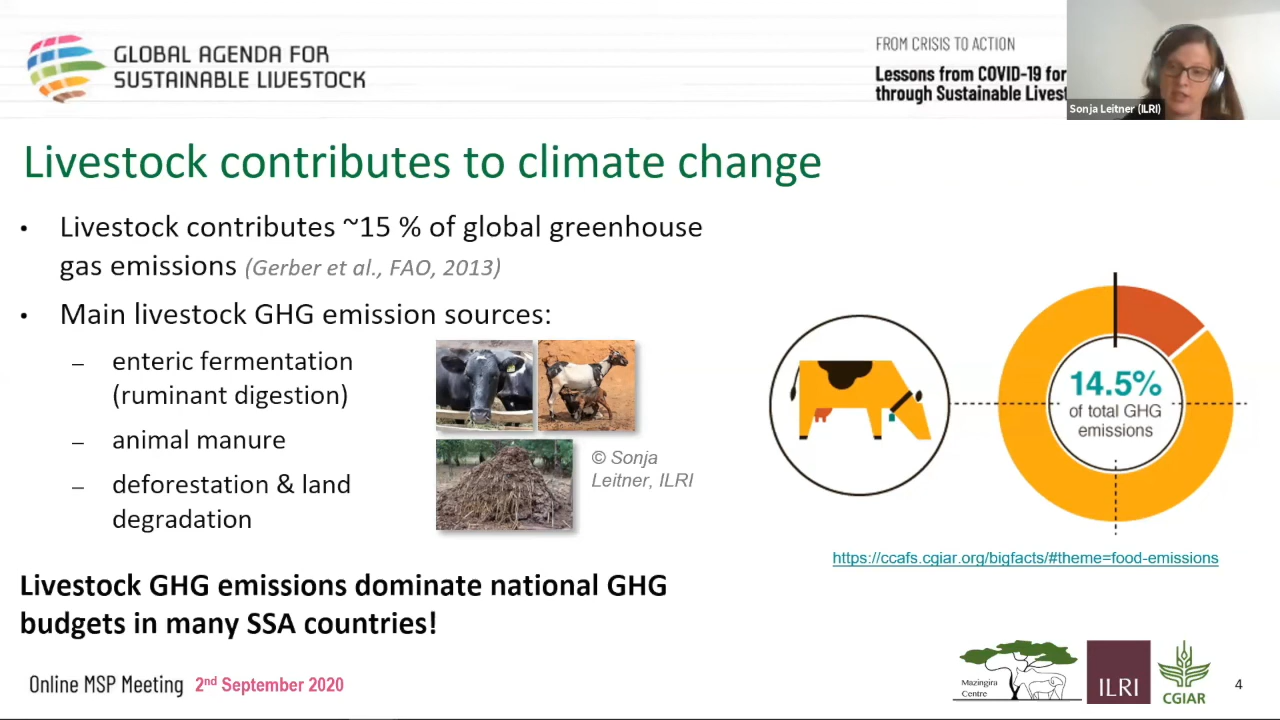 GLOBAL AGENDA FOR
SUSTAINABLE LIVESTOCK
FROM CRISIS TO ACTION
Lessons from COVID-19 for
through Sustainable Livest
Sonja Leitner (ILRI)
Livestock contributes to climate change
• Livestock contributes ~15 % of global greenhouse
gas emissions (Gerber et al., FAO, 2013)
• Main livestock GHG emission sources:
– enteric fermentation
(ruminant digestion)
– animal manure
– deforestation & land
degradation
© Sonja
Leitner, ILRI
14.5%
of total GHG
emissions
https://ccafs.cgiar.org/bigfacts/#theme=food-emissions
Livestock GHG emissions dominate national GHG
budgets in many SSA countries!
Online MSP Meeting 2nd September 2020
Mazingira
Centre
ILRI
CGIAR
4